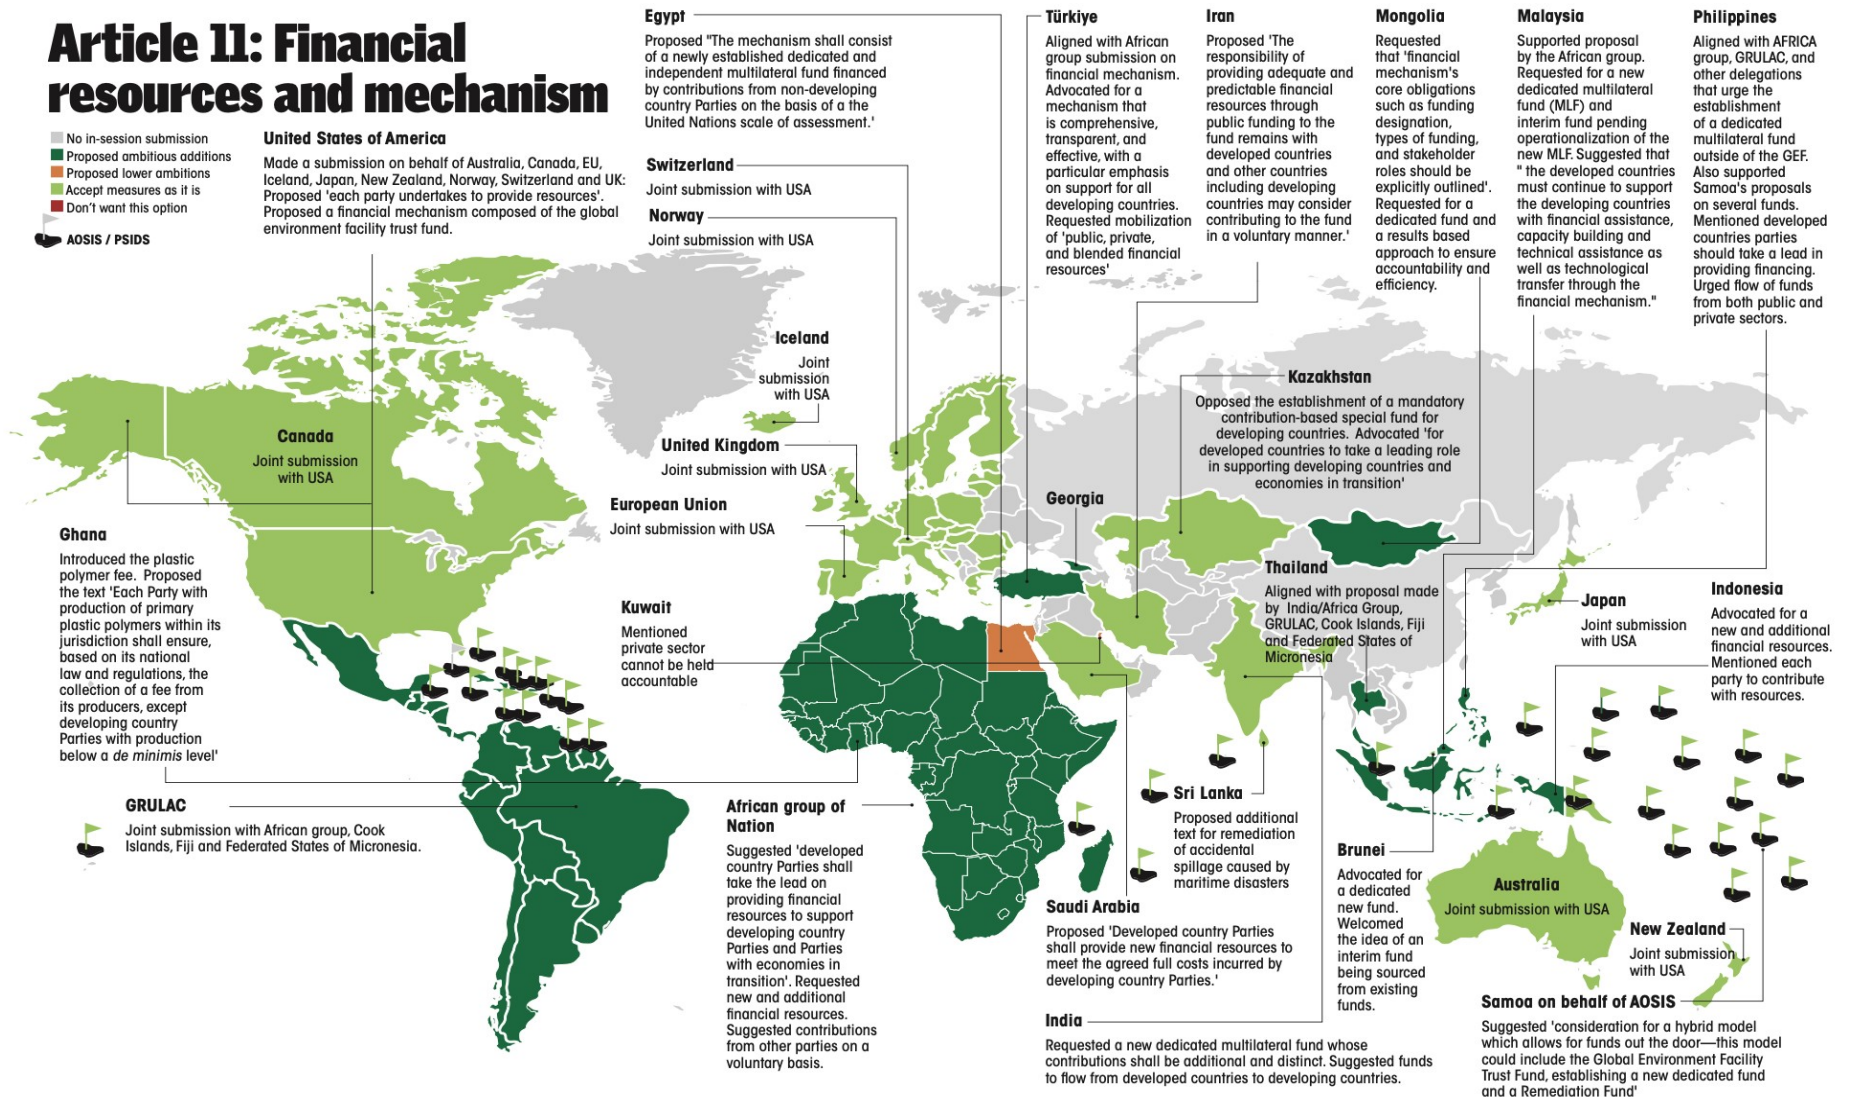 Article 11: Financial
resources and mechanism
No in-session submission
Proposed ambitious additions
Proposed lower ambitions
Accept measures as it is
Don't want this option
AOSIS / PSIDS
United States of America
Made a submission on behalf of Australia, Canada, EU,
Iceland, Japan, New Zealand, Norway, Switzerland and UK:
Proposed 'each party undertakes to provide resources'.
Proposed a financial mechanism composed of the global
environment facility trust fund.
Egypt
Proposed "The mechanism shall consist
of a newly established dedicated and
independent multilateral fund financed
by contributions from non-developing
country Parties on the basis of a the
United Nations scale of assessment.'
Switzerland
Joint submission with USA
Norway
Joint submission with USA
Türkiye
Aligned with African
group submission on
financial mechanism.
Advocated for a
mechanism that
is comprehensive,
transparent, and
effective, with a
particular emphasis
on support for all
developing countries.
Requested mobilization
of 'public, private,
and blended financial
resources'
Iran
Proposed 'The
responsibility of
providing adequate and
predictable financial
resources through
public funding to the
fund remains with
developed countries
and other countries
including developing
countries may consider
contributing to the fund
in a voluntary manner.'
Mongolia
Requested
that 'financial
mechanism's
core obligations
such as funding
designation,
types of funding,
and stakeholder
roles should be
explicitly outlined'.
Requested for a
dedicated fund and
a results based
approach to ensure
accountability and
efficiency.
Malaysia
Supported proposal
by the African group.
Requested for a new
dedicated multilateral
fund (MLF) and
interim fund pending
operationalization of the
new MLF. Suggested that
" the developed countries
must continue to support
the developing countries
with financial assistance,
capacity building and
technical assistance as
well as technological
transfer through the
financial mechanism."
Philippines
Aligned with AFRICA
group, GRULAC, and
other delegations
that urge the
establishment
of a dedicated
multilateral fund
outside of the GEF.
Also supported
Samoa's proposals
on several funds.
Mentioned developed
countries parties
should take a lead in
providing financing.
Urged flow of funds
from both public and
private sectors.
Iceland
Joint
submission
with USA
Canada
Joint submission
with USA
United Kingdom
Joint submission with USA
European Union
Joint submission with USA
Kazakhstan
Opposed the establishment of a mandatory
contribution-based special fund for
developing countries. Advocated 'for
developed countries to take a leading role
in supporting developing countries and
economies in transition'
Georgia
Ghana
Introduced the plastic
polymer fee. Proposed
the text 'Each Party with
production of primary
plastic polymers within its
jurisdiction shall ensure,
based on its national
law and regulations, the
collection of a fee from
its producers, except
developing country
Parties with production
below a de minimis level'
Kuwait
Mentioned
private sector
cannot be held
accountable
Thailand
Aligned with proposal made
by India/Africa Group,
GRULAC, Cook Islands, Fiji
and Federated States of
Micronesia
Japan
Joint submission
with USA
Indonesia
Advocated for a
new and additional
financial resources.
Mentioned each
party to contribute
with resources.
GRULAC
Joint submission with African group, Cook
Islands, Fiji and Federated States of Micronesia.
African group of
Nation
Suggested 'developed
country Parties shall
take the lead on
providing financial
resources to support
developing country
Parties and Parties
with economies in
transition'. Requested
new and additional
financial resources.
Suggested contributions
from other parties on a
voluntary basis.
Sri Lanka
Proposed additional
text for remediation
of accidental
spillage caused by
maritime disasters
Saudi Arabia
Proposed 'Developed country Parties
shall provide new financial resources to
meet the agreed full costs incurred by
developing country Parties.'
India
Requested a new dedicated multilateral fund whose
contributions shall be additional and distinct. Suggested funds
to flow from developed countries to developing countries.
Brunei
Advocated for
a dedicated
new fund.
Welcomed
the idea of an
interim fund
being sourced
from existing
funds.
Australia
Joint submission with USA
New Zealand
Joint submission
with USA
Samoa on behalf of AOSIS
Suggested 'consideration for a hybrid model
which allows for funds out the door—this model
could include the Global Environment Facility
Trust Fund, establishing a new dedicated fund
and a Remediation Fund'